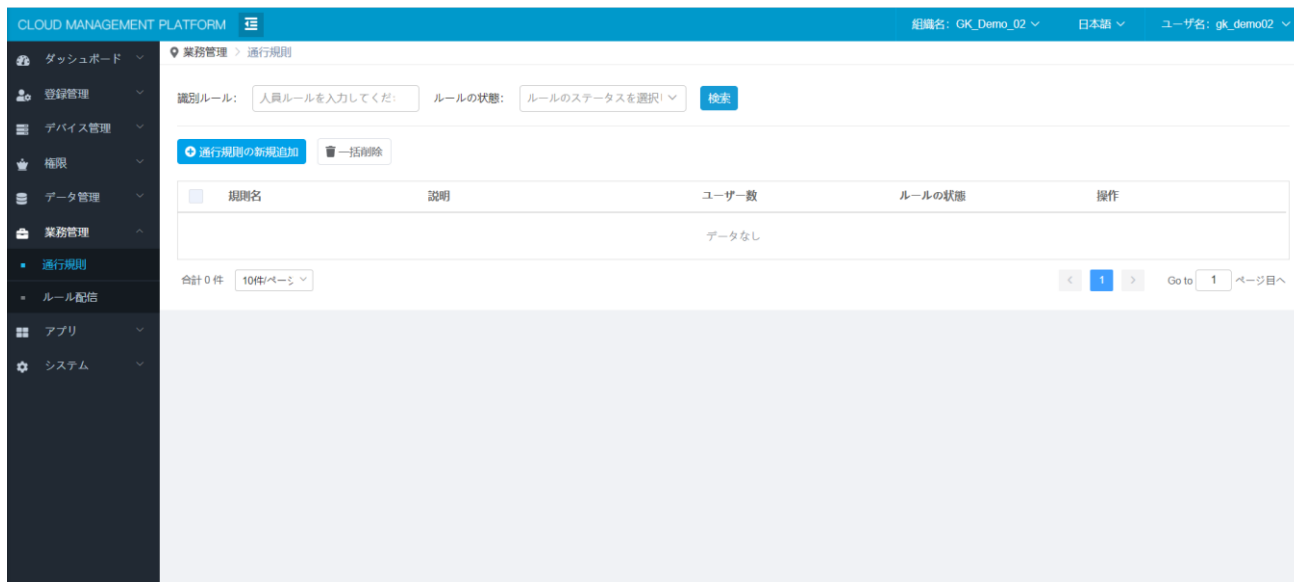 CLOUD MANAGEMENT PLATFORM 組織名: GK_Demo_02 日本語 ユーザ名: gk_demo02
ダッシュボード
登録管理
デバイス管理
権限
データ管理
業務管理
通行規則
ルール配信
アプリ
システム
業務管理 > 通行規則
識別ルール: 人員ルールを入力してくだ ルールの状態: ルールのステータスを選択 検索
通行規則の新規追加 一括削除
規則名 説明 ユーザー数 ルールの状態 操作
データなし
合計 0 件 10件/ページ < 1 > Go to 1 ページ目へ